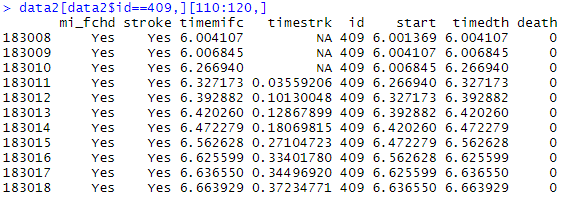 > data2[data2$id==409,][110:120,]
mi_fchd stroke timemifc timestrk id start timedth death
183008 Yes Yes 6.004107 NA 409 6.001369 6.004107 0
183009 Yes Yes 6.006845 NA 409 6.004107 6.006845 0
183010 Yes Yes 6.266940 NA 409 6.006845 6.266940 0
183011 Yes Yes 6.327173 0.03559206 409 6.266940 6.327173 0
183012 Yes Yes 6.392882 0.10130048 409 6.327173 6.392882 0
183013 Yes Yes 6.420260 0.12867899 409 6.392882 6.420260 0
183014 Yes Yes 6.472279 0.18069815 409 6.420260 6.472279 0
183015 Yes Yes 6.562628 0.27104723 409 6.472279 6.562628 0
183016 Yes Yes 6.625599 0.33401780 409 6.562628 6.625599 0
183017 Yes Yes 6.636550 0.34496920 409 6.625599 6.636550 0
183018 Yes Yes 6.663929 0.37234771 409 6.636550 6.663929 0